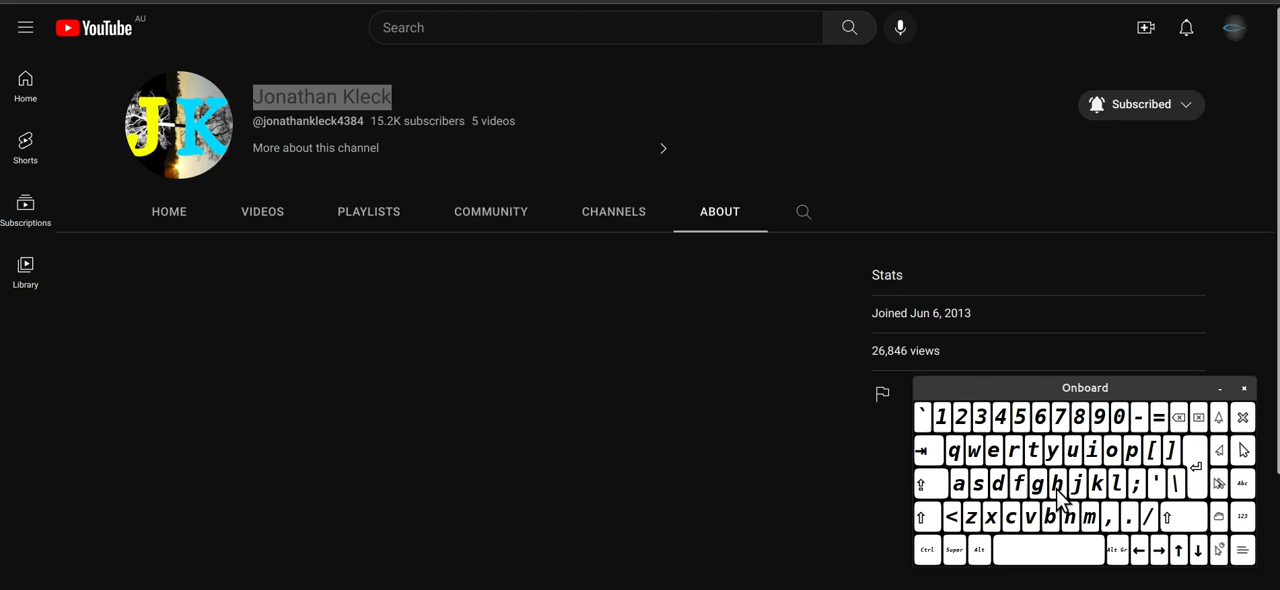 YouTube AU
Search
Home
Shorts
Subscriptions
Library
JK
Jonathan Kleck
@jonathankleck4384 15.2K subscribers 5 videos
More about this channel
Subscribed
HOME VIDEOS PLAYLISTS COMMUNITY CHANNELS ABOUT
Stats
Joined Jun 6, 2013
26,846 views
Onboard
` 1 2 3 4 5 6 7 8 9 0 - =
q w e r t y u i o p [ ]
a s d f g h j k l ; ' \ Abc
< z x c v b n m , . / 123
Ctrl Super Alt Alt Gr